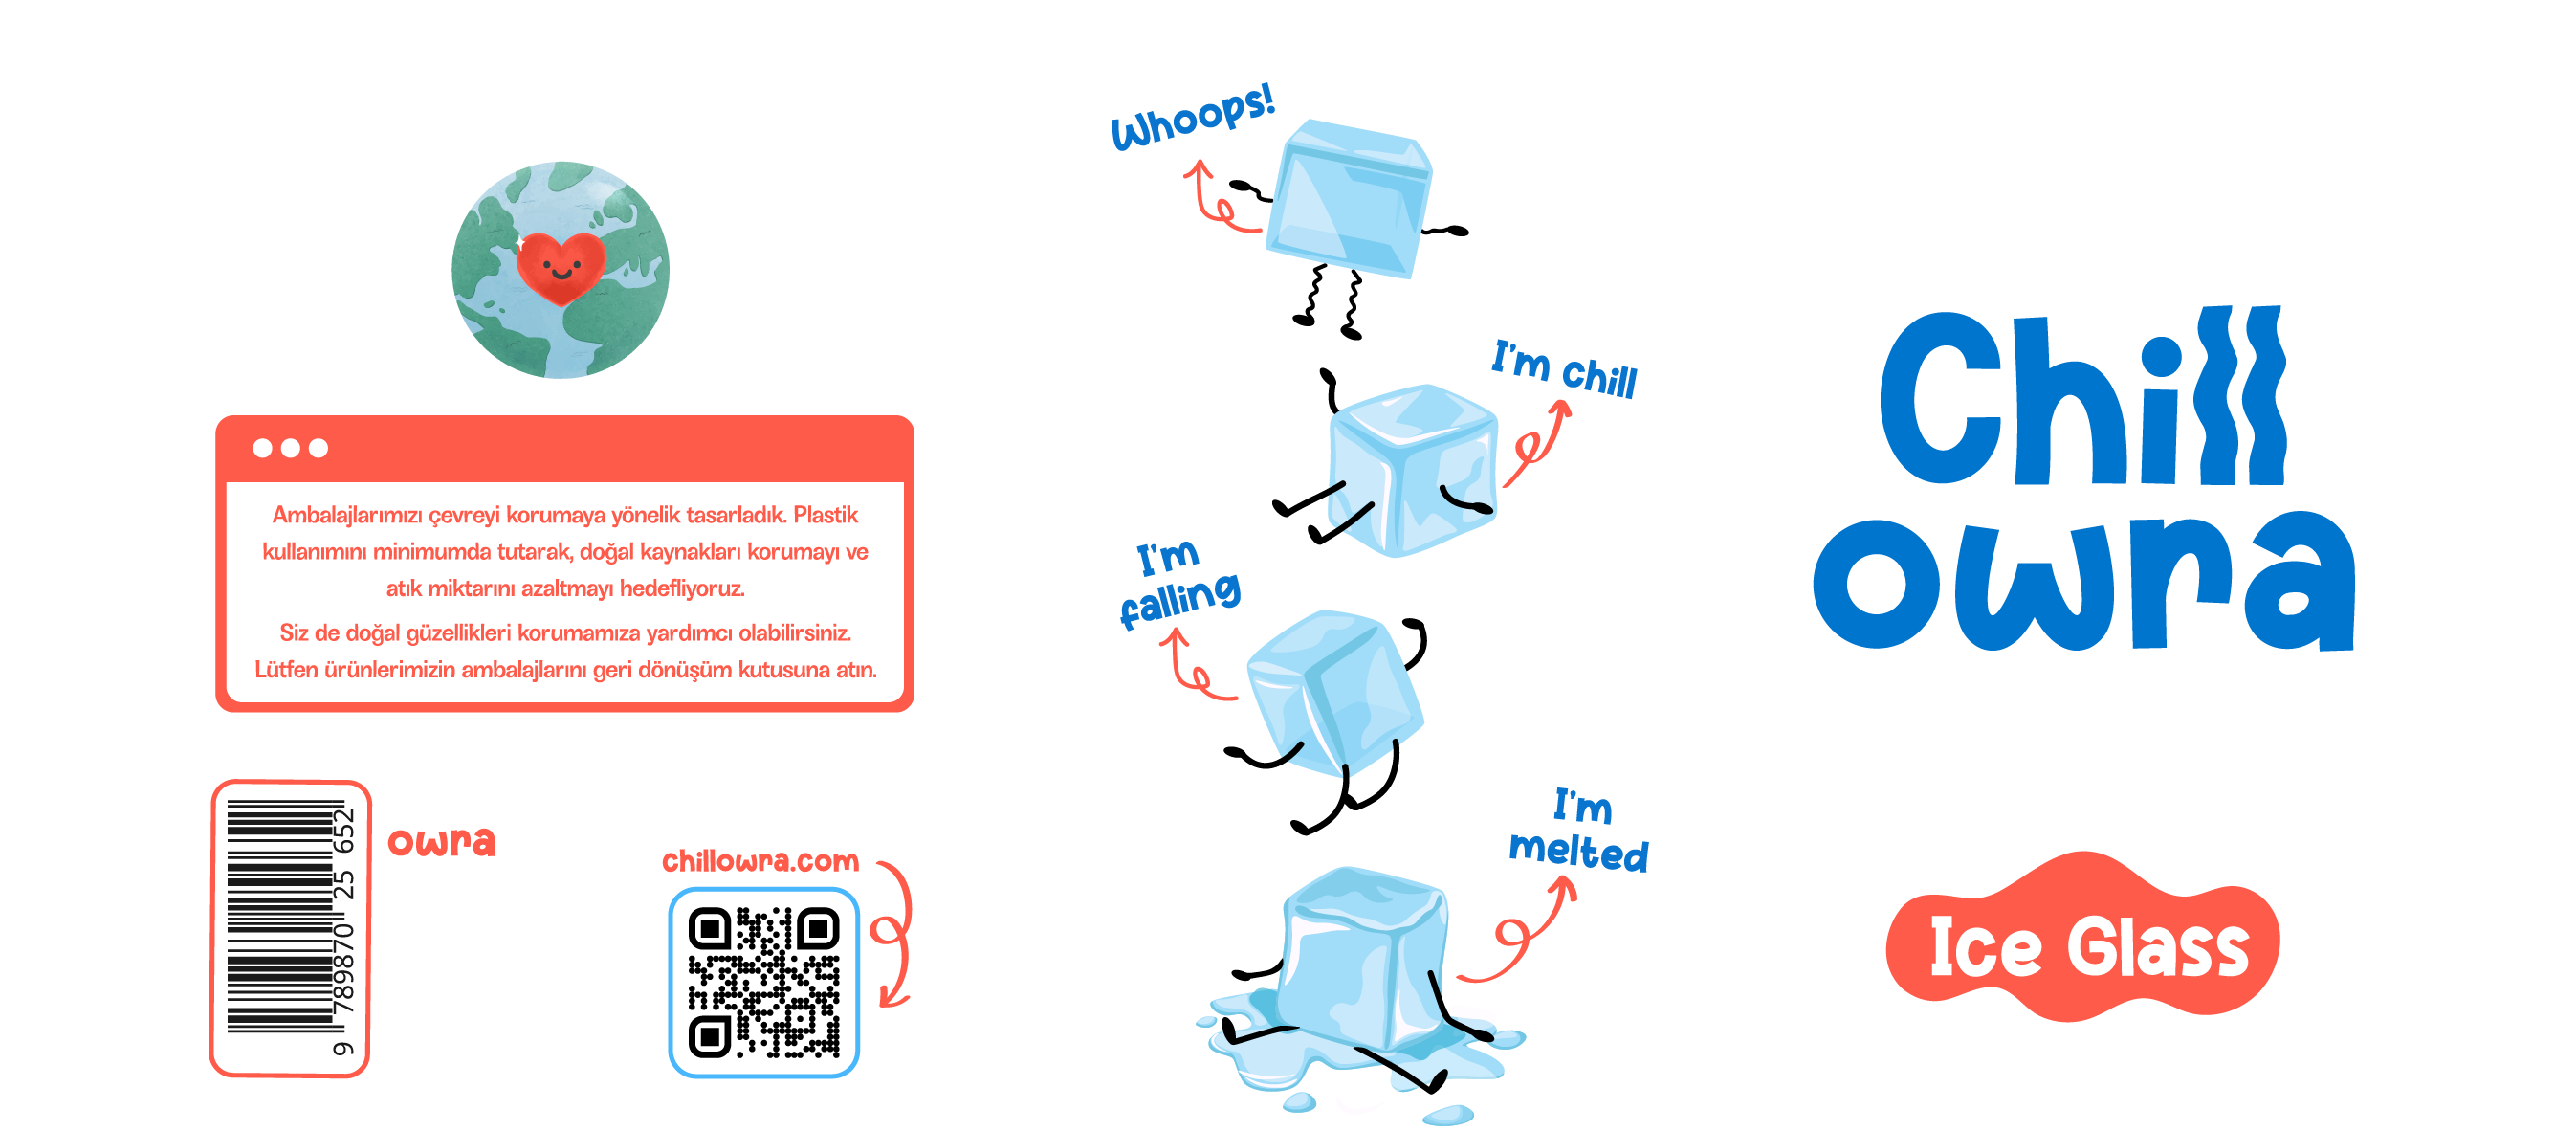 Ambalajlarımızı çevreyi korumaya yönelik tasarladık. Plastik
kullanımını minimumda tutarak, doğal kaynakları korumayı ve
atık miktarını azaltmayı hedefliyoruz.
Siz de doğal güzellikleri korumamıza yardımcı olabilirsiniz.
Lütfen ürünlerimizin ambalajlarını geri dönüşüm kutusuna atın.
9 789870 25 652
owra
chillowra.com
Whoops!
I'm chill
I'm
falling
I'm
melted
Chill
owra
Ice Glass